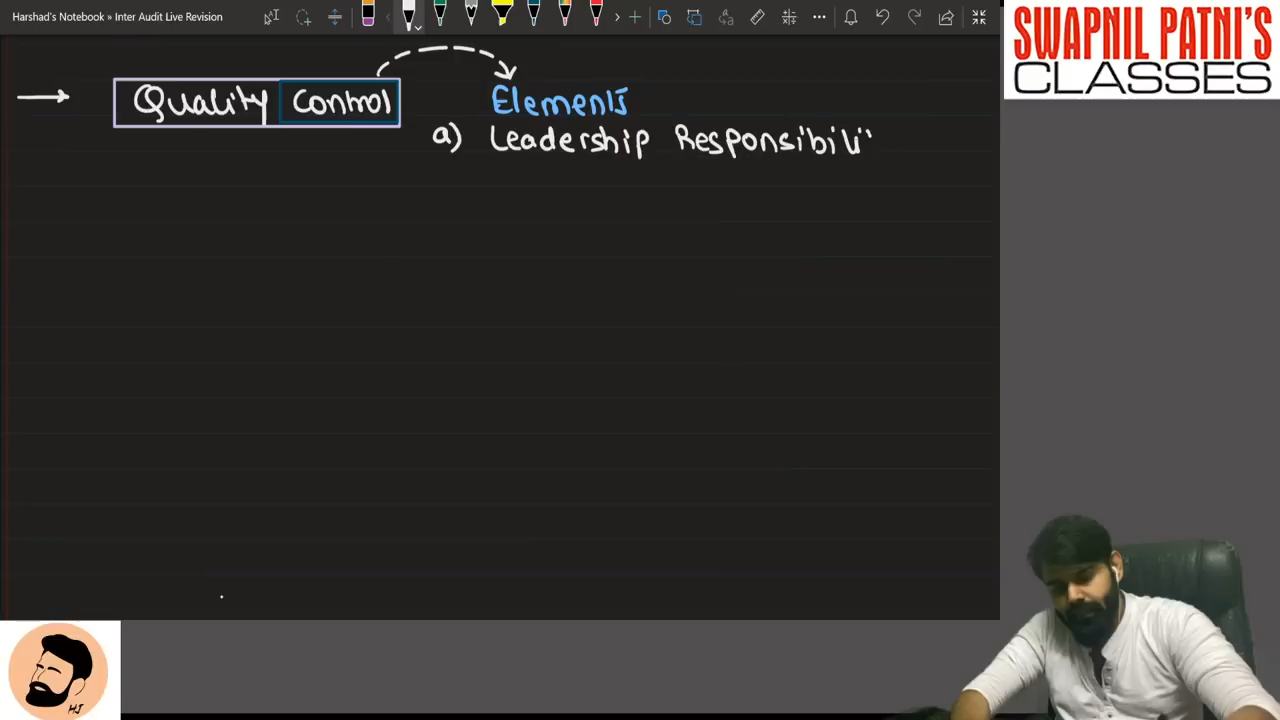 Harshad's Notebook » Inter Audit Live Revision
SWAPNIL PATNI'S
CLASSES
Quality Control
Elements
a) Leadership Responsibili
HJ